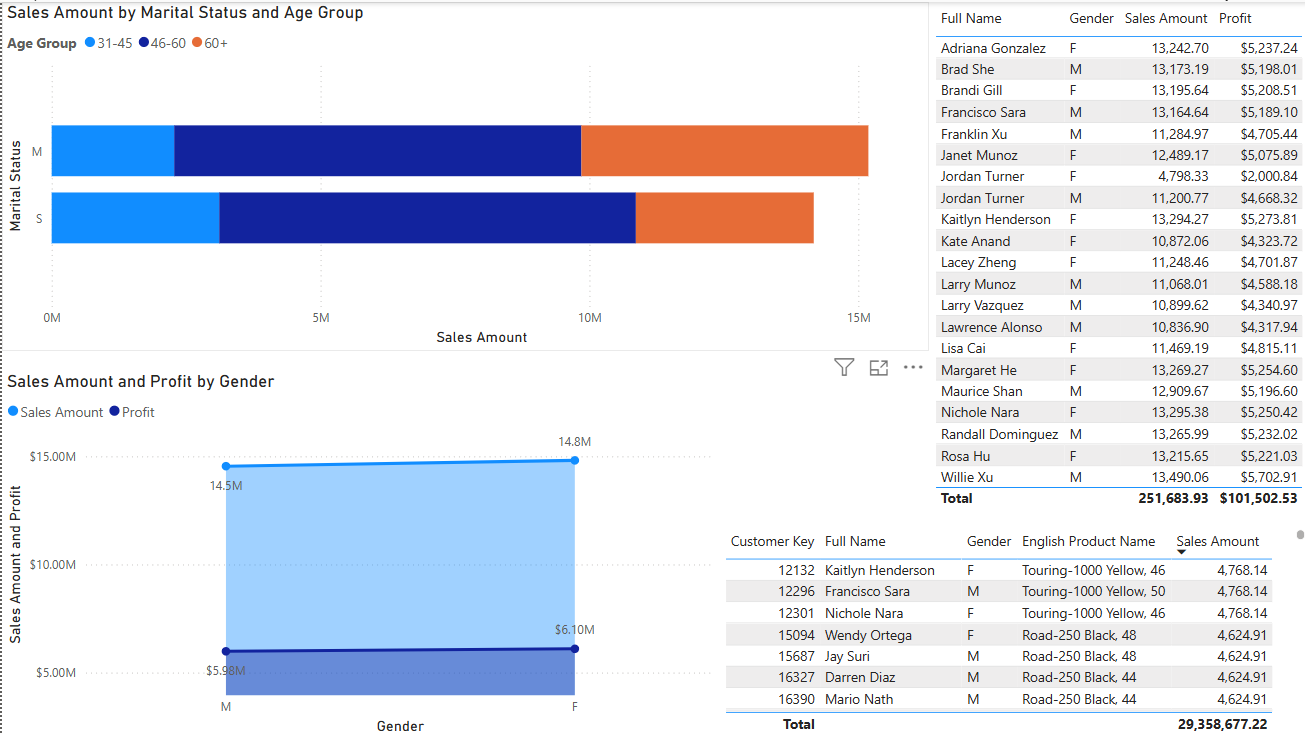 Sales Amount by Marital Status and Age Group
Age Group 31-45 46-60 60+
Marital Status
M
S
0M 5M 10M 15M
Sales Amount
Sales Amount and Profit by Gender
Sales Amount Profit
Sales Amount and Profit
$15.00M
$10.00M
$5.00M
14.5M
14.8M
$5.98M
$6.10M
M F
Gender
Full Name Gender Sales Amount Profit
Adriana Gonzalez F 13,242.70 $5,237.24
Brad She M 13,173.19 $5,198.01
Brandi Gill F 13,195.64 $5,208.51
Francisco Sara M 13,164.64 $5,189.10
Franklin Xu M 11,284.97 $4,705.44
Janet Munoz F 12,489.17 $5,075.89
Jordan Turner F 4,798.33 $2,000.84
Jordan Turner M 11,200.77 $4,668.32
Kaitlyn Henderson F 13,294.27 $5,273.81
Kate Anand F 10,872.06 $4,323.72
Lacey Zheng F 11,248.46 $4,701.87
Larry Munoz M 11,068.01 $4,588.18
Larry Vazquez M 10,899.62 $4,340.97
Lawrence Alonso M 10,836.90 $4,317.94
Lisa Cai F 11,469.19 $4,815.11
Margaret He F 13,269.27 $5,254.60
Maurice Shan M 12,909.67 $5,196.60
Nichole Nara F 13,295.38 $5,250.42
Randall Dominguez M 13,265.99 $5,232.02
Rosa Hu F 13,215.65 $5,221.03
Willie Xu M 13,490.06 $5,702.91
Total 251,683.93 $101,502.53
Customer Key Full Name Gender English Product Name Sales Amount
12132 Kaitlyn Henderson F Touring-1000 Yellow, 46 4,768.14
12296 Francisco Sara M Touring-1000 Yellow, 50 4,768.14
12301 Nichole Nara F Touring-1000 Yellow, 46 4,768.14
15094 Wendy Ortega F Road-250 Black, 48 4,624.91
15687 Jay Suri M Road-250 Black, 48 4,624.91
16327 Darren Diaz M Road-250 Black, 44 4,624.91
16390 Mario Nath M Road-250 Black, 44 4,624.91
Total 29,358,677.22